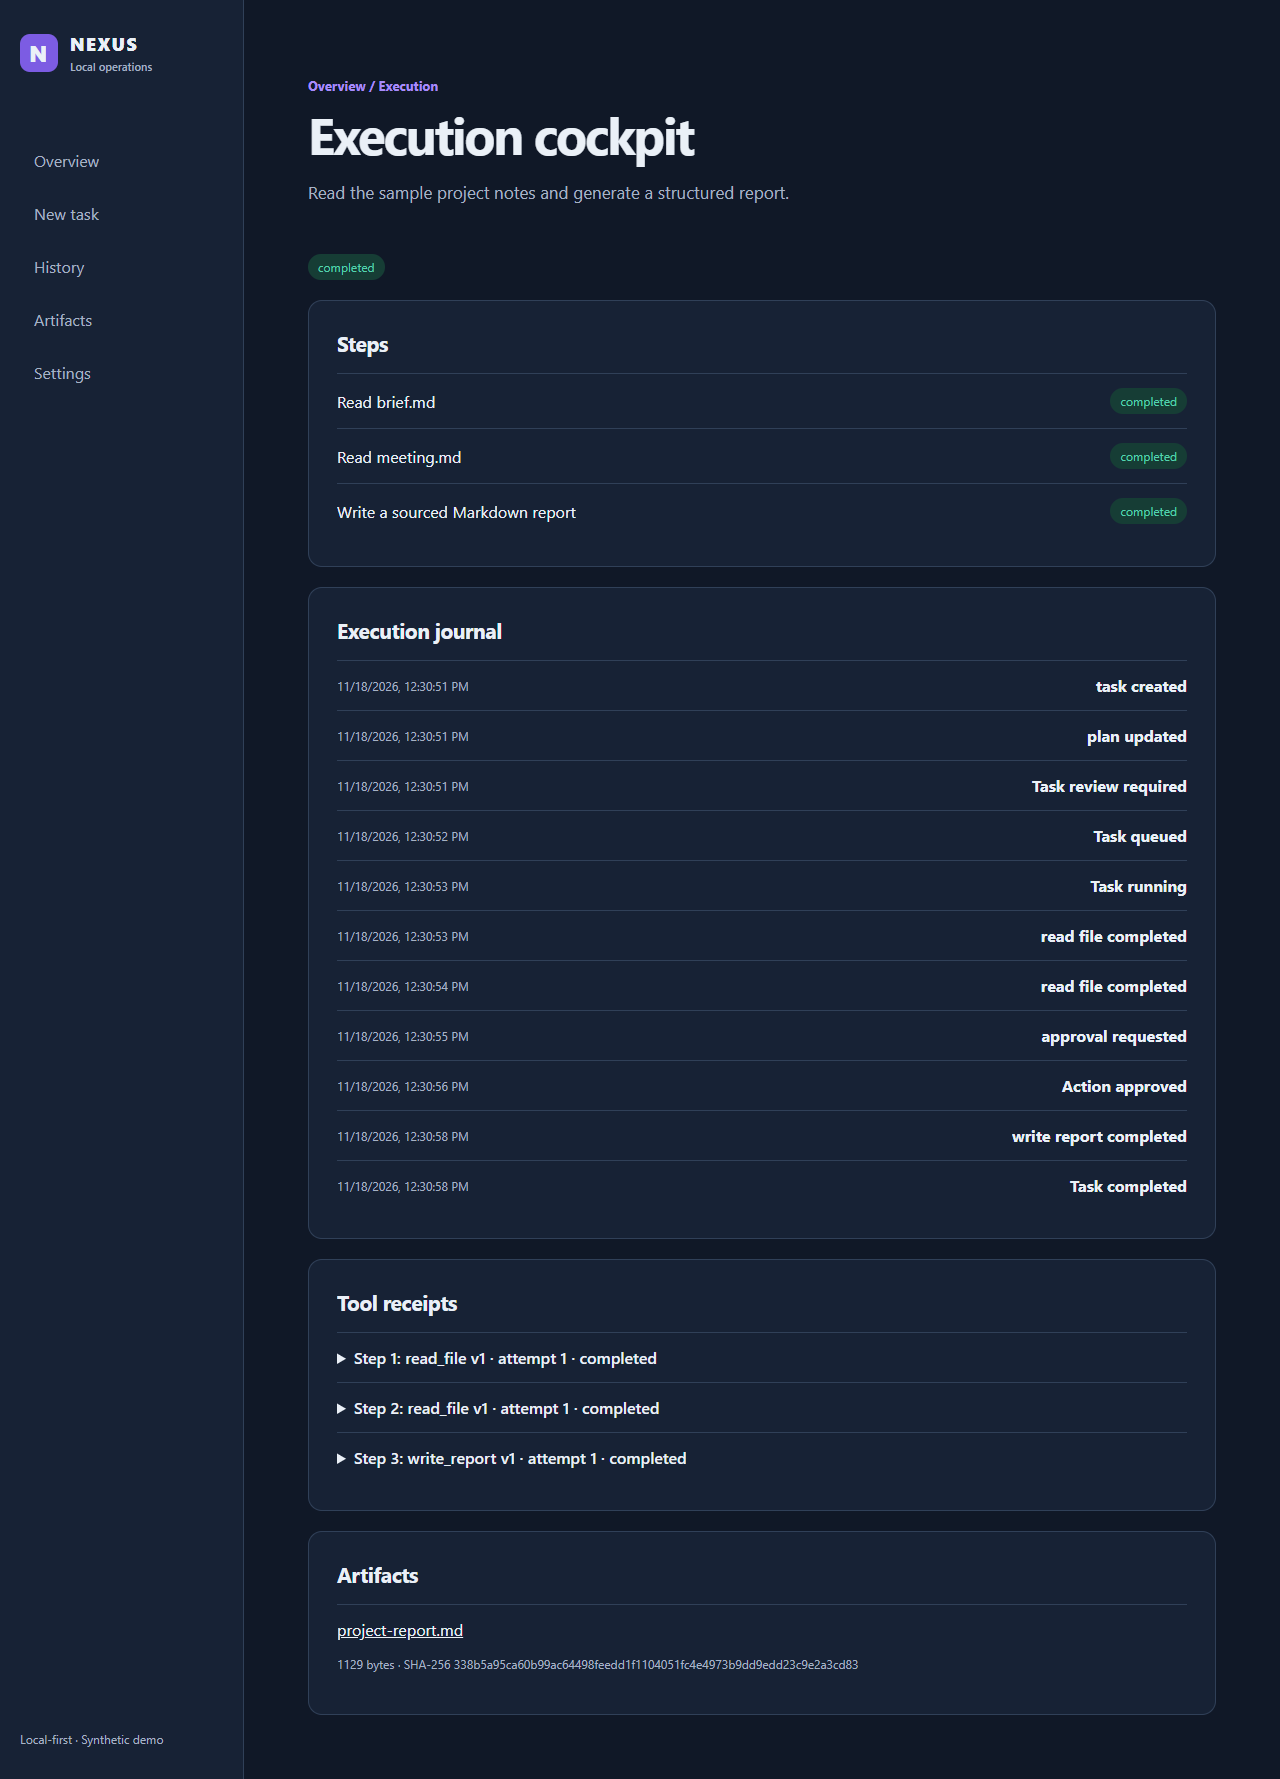 N
NEXUS
Local operations
Overview
New task
History
Artifacts
Settings
Local-first · Synthetic demo
Overview / Execution
Execution cockpit
Read the sample project notes and generate a structured report.
completed
Steps
Read brief.md completed
Read meeting.md completed
Write a sourced Markdown report completed
Execution journal
11/18/2026, 12:30:51 PM task created
11/18/2026, 12:30:51 PM plan updated
11/18/2026, 12:30:51 PM Task review required
11/18/2026, 12:30:52 PM Task queued
11/18/2026, 12:30:53 PM Task running
11/18/2026, 12:30:53 PM read file completed
11/18/2026, 12:30:54 PM read file completed
11/18/2026, 12:30:55 PM approval requested
11/18/2026, 12:30:56 PM Action approved
11/18/2026, 12:30:58 PM write report completed
11/18/2026, 12:30:58 PM Task completed
Tool receipts
Step 1: read_file v1 · attempt 1 · completed
Step 2: read_file v1 · attempt 1 · completed
Step 3: write_report v1 · attempt 1 · completed
Artifacts
project-report.md
1129 bytes · SHA-256 338b5a95ca60b99ac64498feedd1f1104051fc4e4973b9dd9edd23c9e2a3cd83